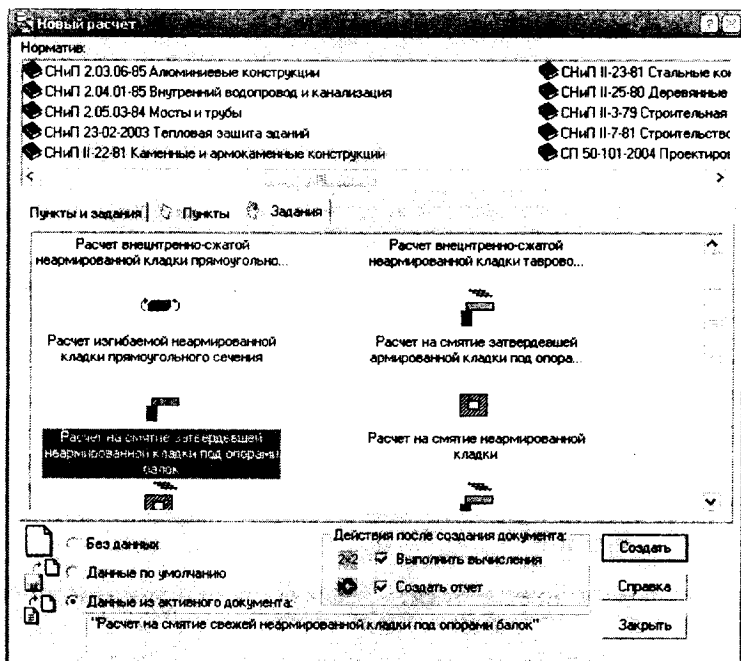 Новый расчет
Норматив:
СНиП 2.03.06-85 Алюминиевые конструкции
СНиП 2.04.01-85 Внутренний водопровод и канализация
СНиП 2.05.03-84 Мосты и трубы
СНиП 23-02-2003 Тепловая защита зданий
СНиП II-22-81 Каменные и армокаменные конструкции
СНиП II-23-81 Стальные кон
СНиП II-25-80 Деревянные
СНиП II-3-79 Строительная
СНиП II-7-81 Строительство
СП 50-101-2004 Проектиров
Пункты и задания Пункты Задания
Расчет внецнтренно-сжатой
неармированной кладки прямоугольно...
Расчет внецнтренно-сжатой
неармированной кладки таврово...
Расчет изгибаемой неармированной
кладки прямоугольного сечения
Расчет на смятие затвердевшей
армированной кладки под опора...
Расчет на смятие затвердевшей
неармированной кладки под опорами
балок
Расчет на смятие неармированной
кладки
Без данных
Данные по умолчанию
Данные из активного документа:
"Расчет на смятие свежей неармированной кладки под опорами балок"
Действия после создания документа:
2×2 Выполнить вычисления
Создать отчет
Создать
Справка
Закрыть